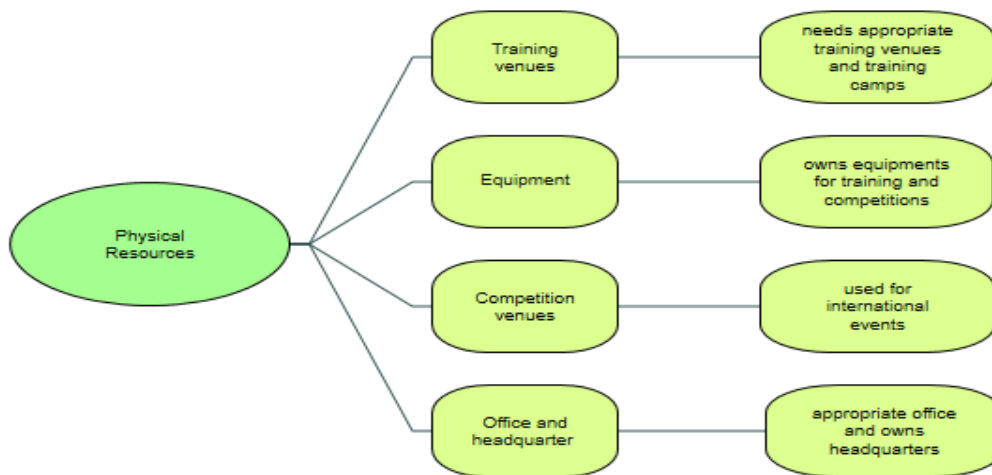 Physical
Resources
Training
venues
needs appropriate
training venues
and training
camps
Equipment
owns equipments
for training and
competitions
Competition
venues
used for
international
events
Office and
headquarter
appropriate office
and owns
headquarters